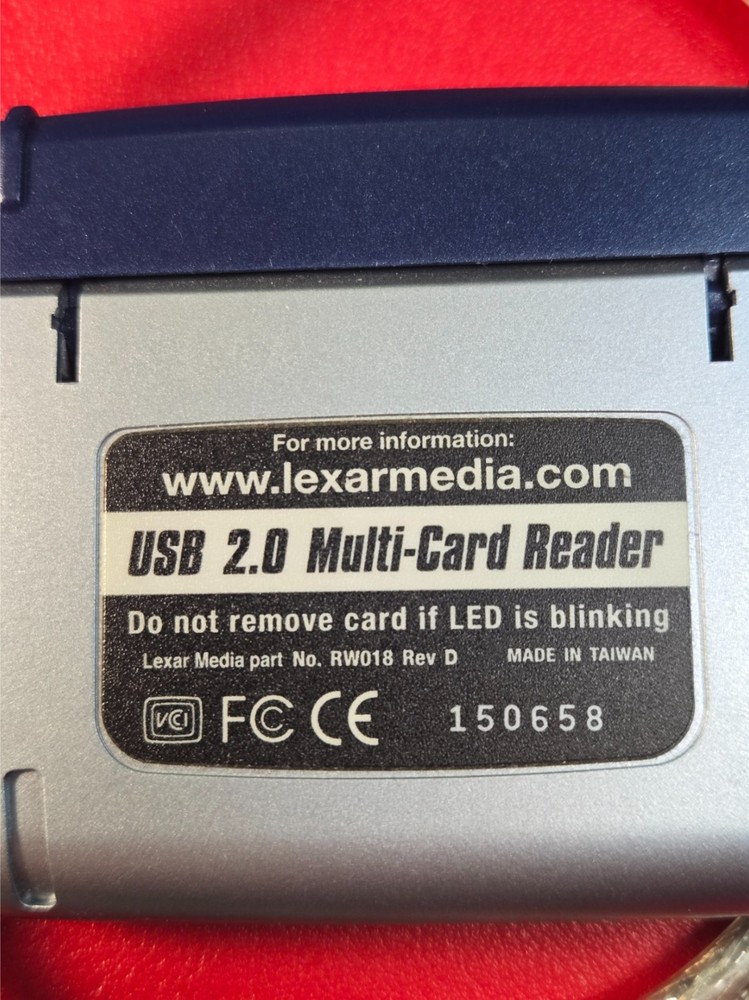 For more information:
www.lexarmedia.com
USB 2.0 Multi-Card Reader
Do not remove card if LED is blinking
Lexar Media part No. RW018 Rev D MADE IN TAIWAN
VCI FC CE 150658